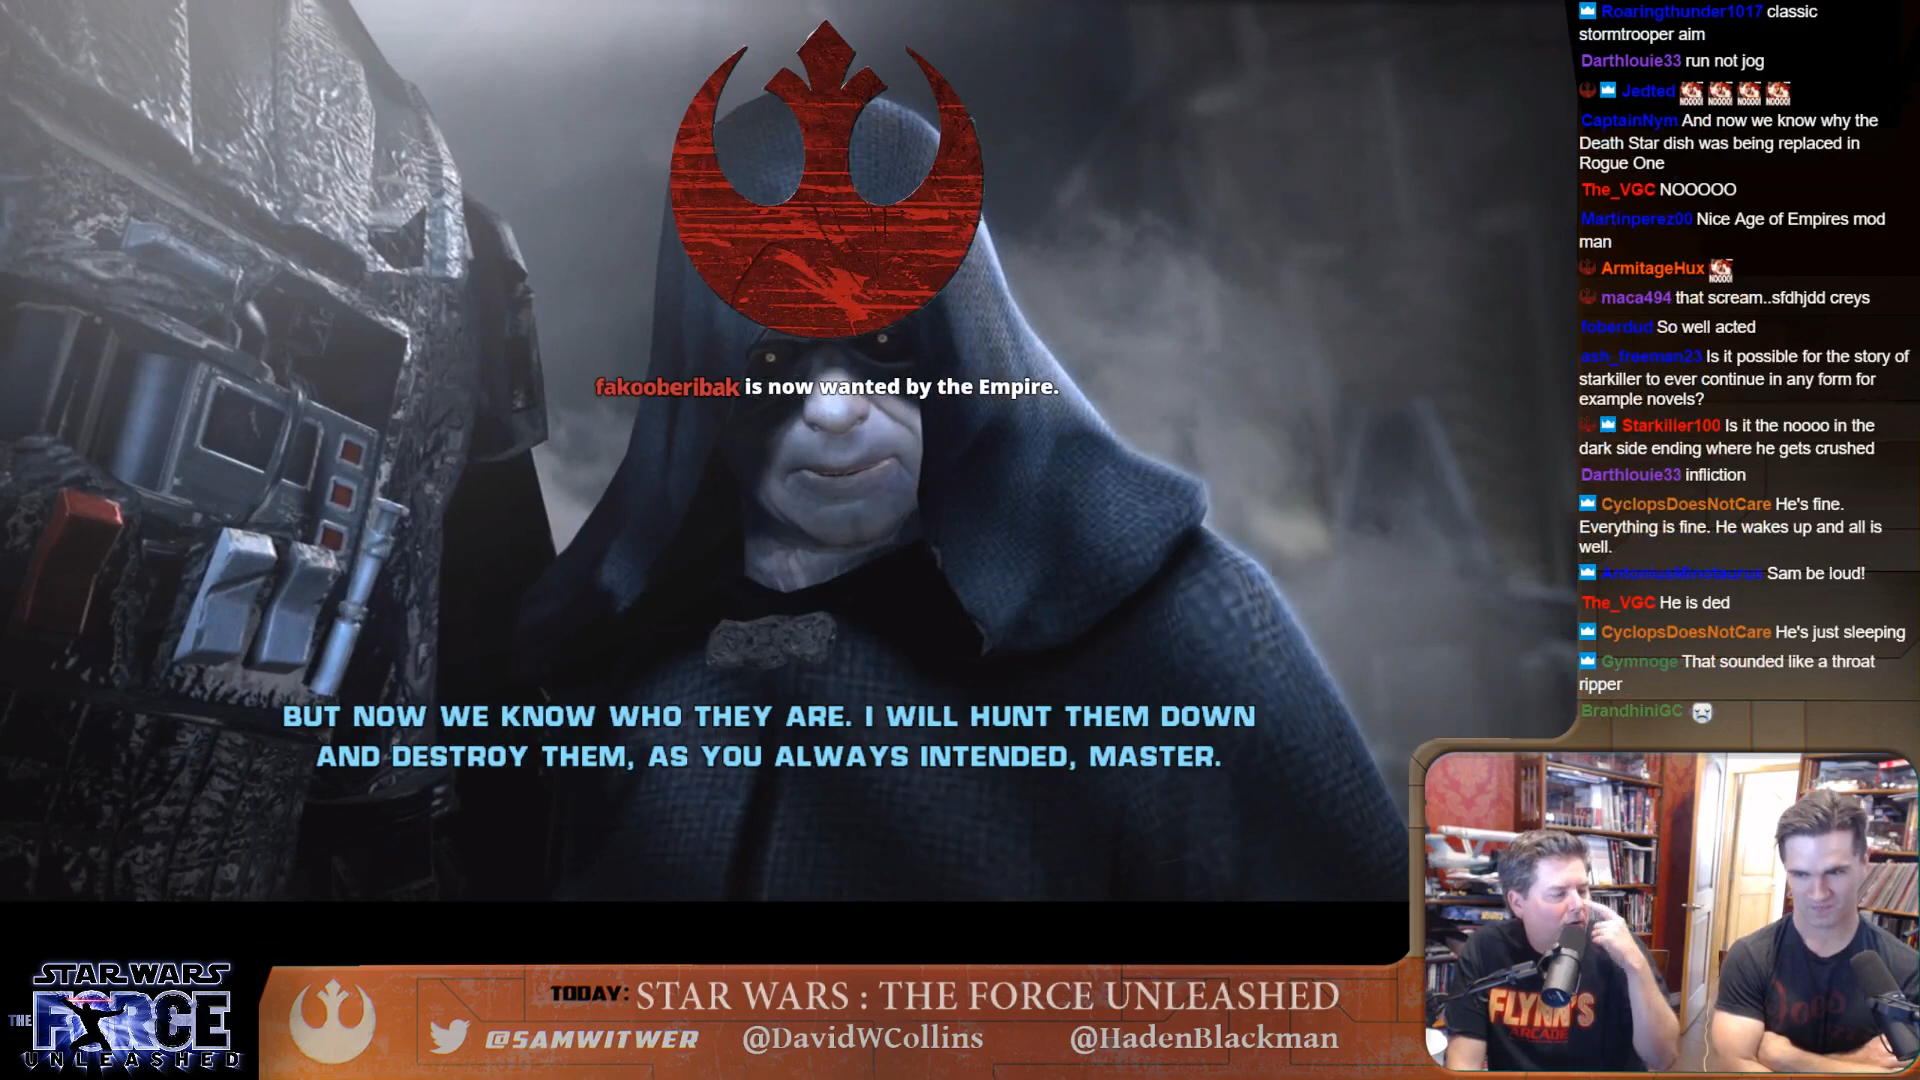 Roaringthunder1017 classic
stormtrooper aim
Darthlouie33 run not jog
Jedted NOOOO! NOOOO! NOOOO! NOOOO!
CaptainNym And now we know why the
Death Star dish was being replaced in
Rogue One
The_VGC NOOOOO
Martinperez00 Nice Age of Empires mod
man
ArmitageHux NOOOO!
maca494 that scream..sfdhjdd creys
foberdud So well acted
ash_freeman23 Is it possible for the story of
starkiller to ever continue in any form for
example novels?
Starkiller100 Is it the noooo in the
dark side ending where he gets crushed
Darthlouie33 infliction
CyclopsDoesNotCare He's fine.
Everything is fine. He wakes up and all is
well.
AntoniusMinotaurus Sam be loud!
The_VGC He is ded
CyclopsDoesNotCare He's just sleeping
Gymnoge That sounded like a throat
ripper
BrandhiniGC
fakooberibak is now wanted by the Empire.
BUT NOW WE KNOW WHO THEY ARE. I WILL HUNT THEM DOWN
AND DESTROY THEM, AS YOU ALWAYS INTENDED, MASTER.
FLYNN'S
ARCADE
STAR WARS
THE FORCE
UNLEASHED
TODAY: STAR WARS : THE FORCE UNLEASHED
@SAMWITWER @DavidWCollins @HadenBlackman